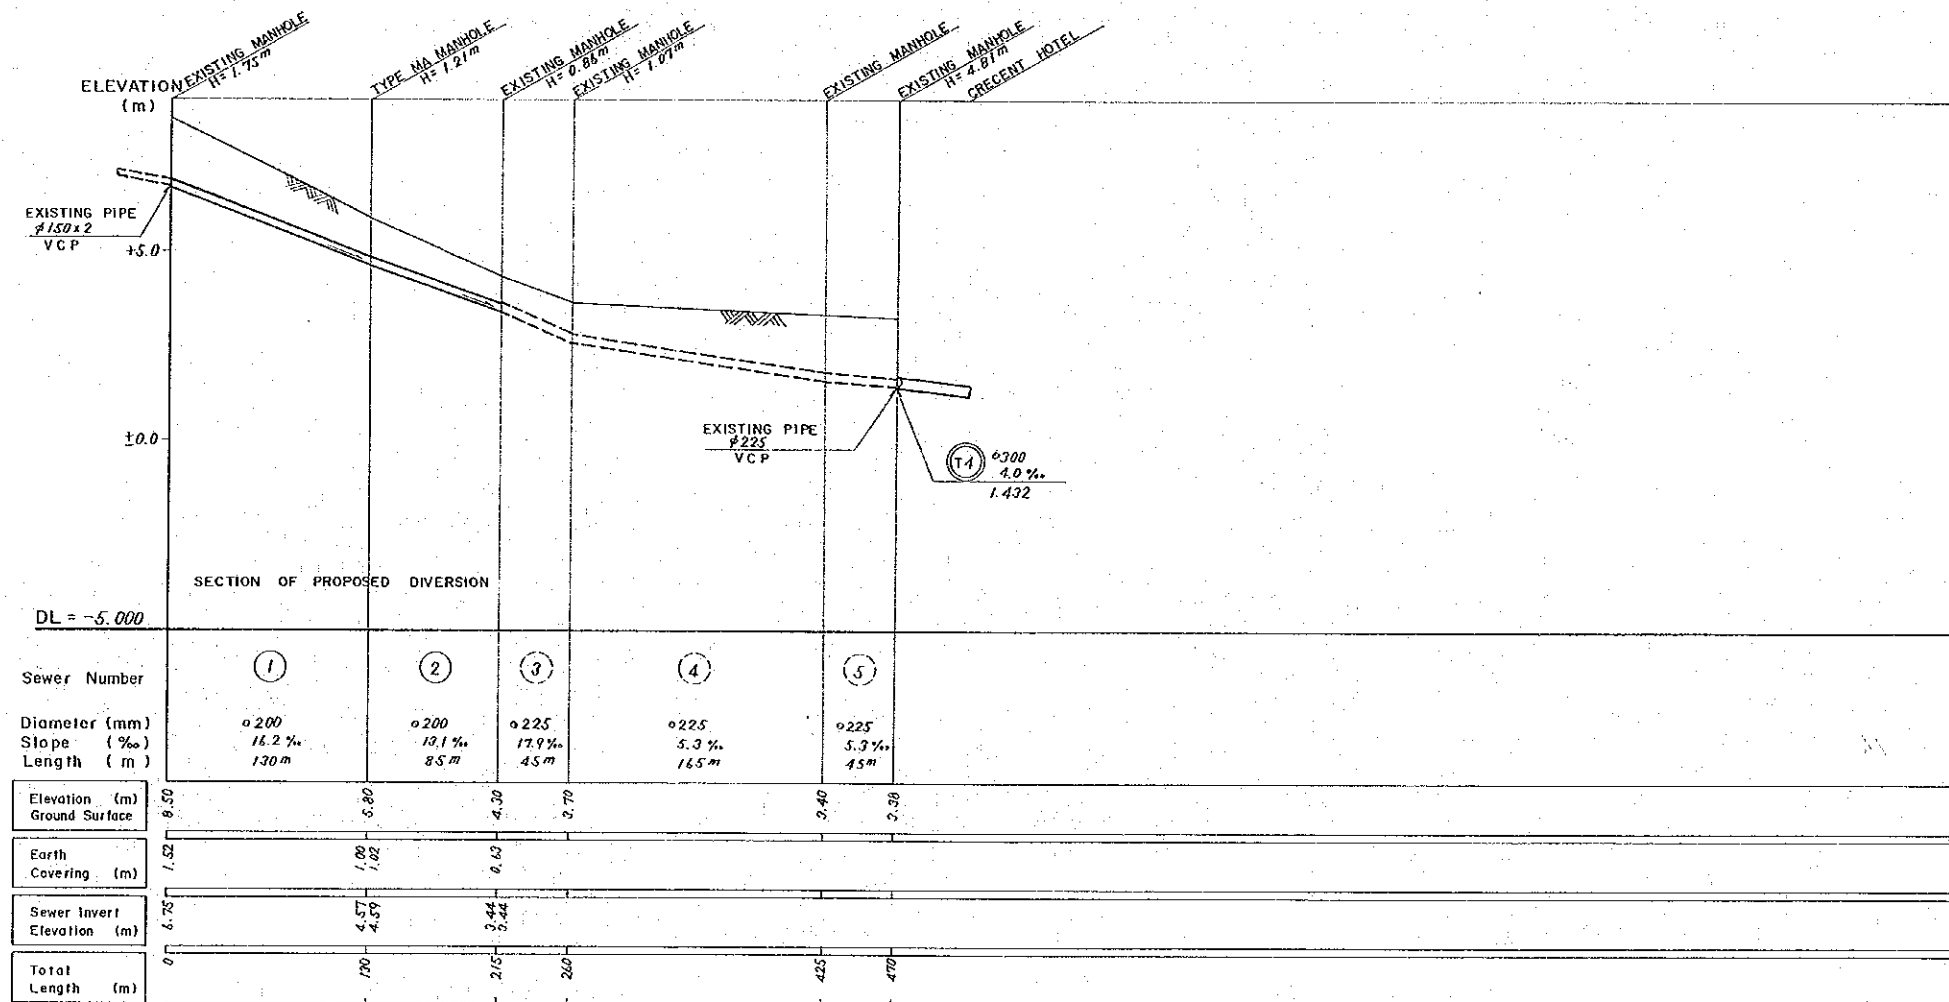 EXISTING MANHOLE
H= 1.75m
TYPE MA MANHOLE
H= 1.21m
EXISTING MANHOLE
H= 0.86m
EXISTING MANHOLE
H= 1.07m
EXISTING MANHOLE
EXISTING MANHOLE
H= 4.81m
CRECENT HOTEL
ELEVATION
(m)
EXISTING PIPE
φ150x2
VCP
+5.0
±0.0
EXISTING PIPE
φ225
VCP
T4
φ300
4.0‰
1.432
SECTION OF PROPOSED DIVERSION
DL = -5.000
Sewer Number 1 2 3 4 5
Diameter (mm) ø200 ø200 ø225 ø225 ø225
Slope (‰) 16.2‰ 13.1‰ 17.9‰ 5.3‰ 5.3‰
Length (m) 130m 85m 45m 165m 45m
Elevation (m)
Ground Surface
8.50 5.80 4.30 3.70 3.40 3.38
Earth
Covering (m)
1.52 1.00 1.02 0.63
Sewer Invert
Elevation (m)
6.75 4.57 4.59 3.44 3.44
Total
Length (m)
0 130 215 260 425 470